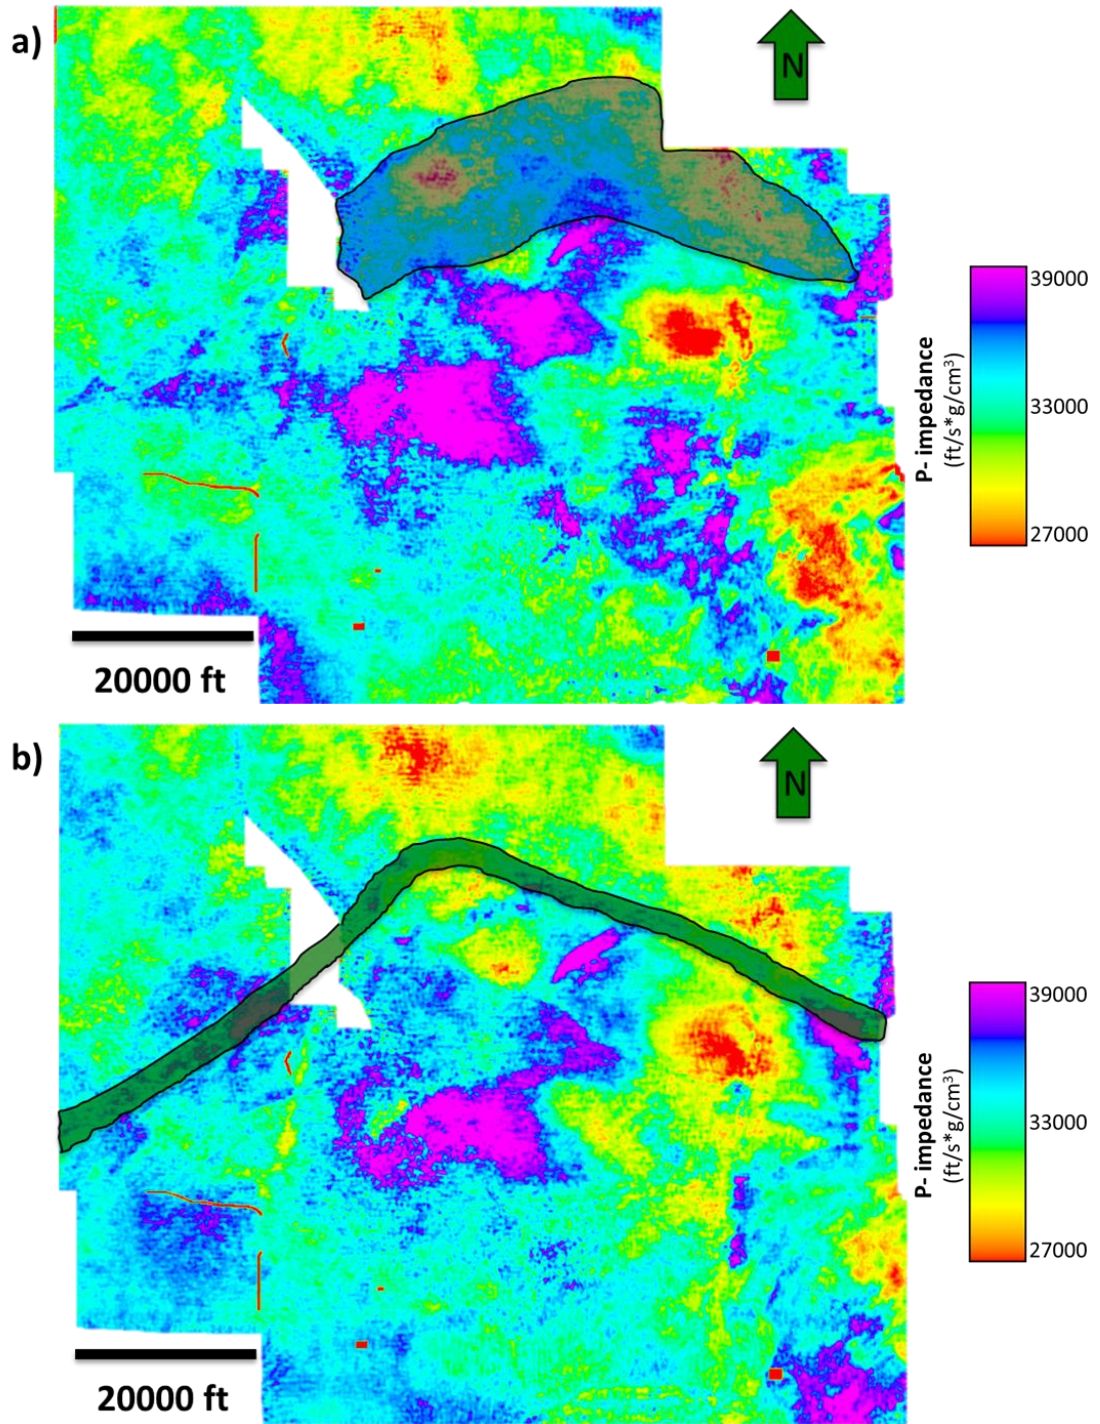 a)
N
39000
33000
27000
P- impedance
(ft/s*g/cm³)
20000 ft
b)
N
39000
33000
27000
P- impedance
(ft/s*g/cm³)
20000 ft